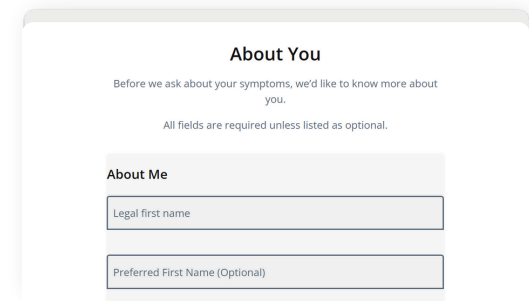 About You
Before we ask about your symptoms, we'd like to know more about
you.
All fields are required unless listed as optional.
About Me
Legal first name
Preferred First Name (Optional)